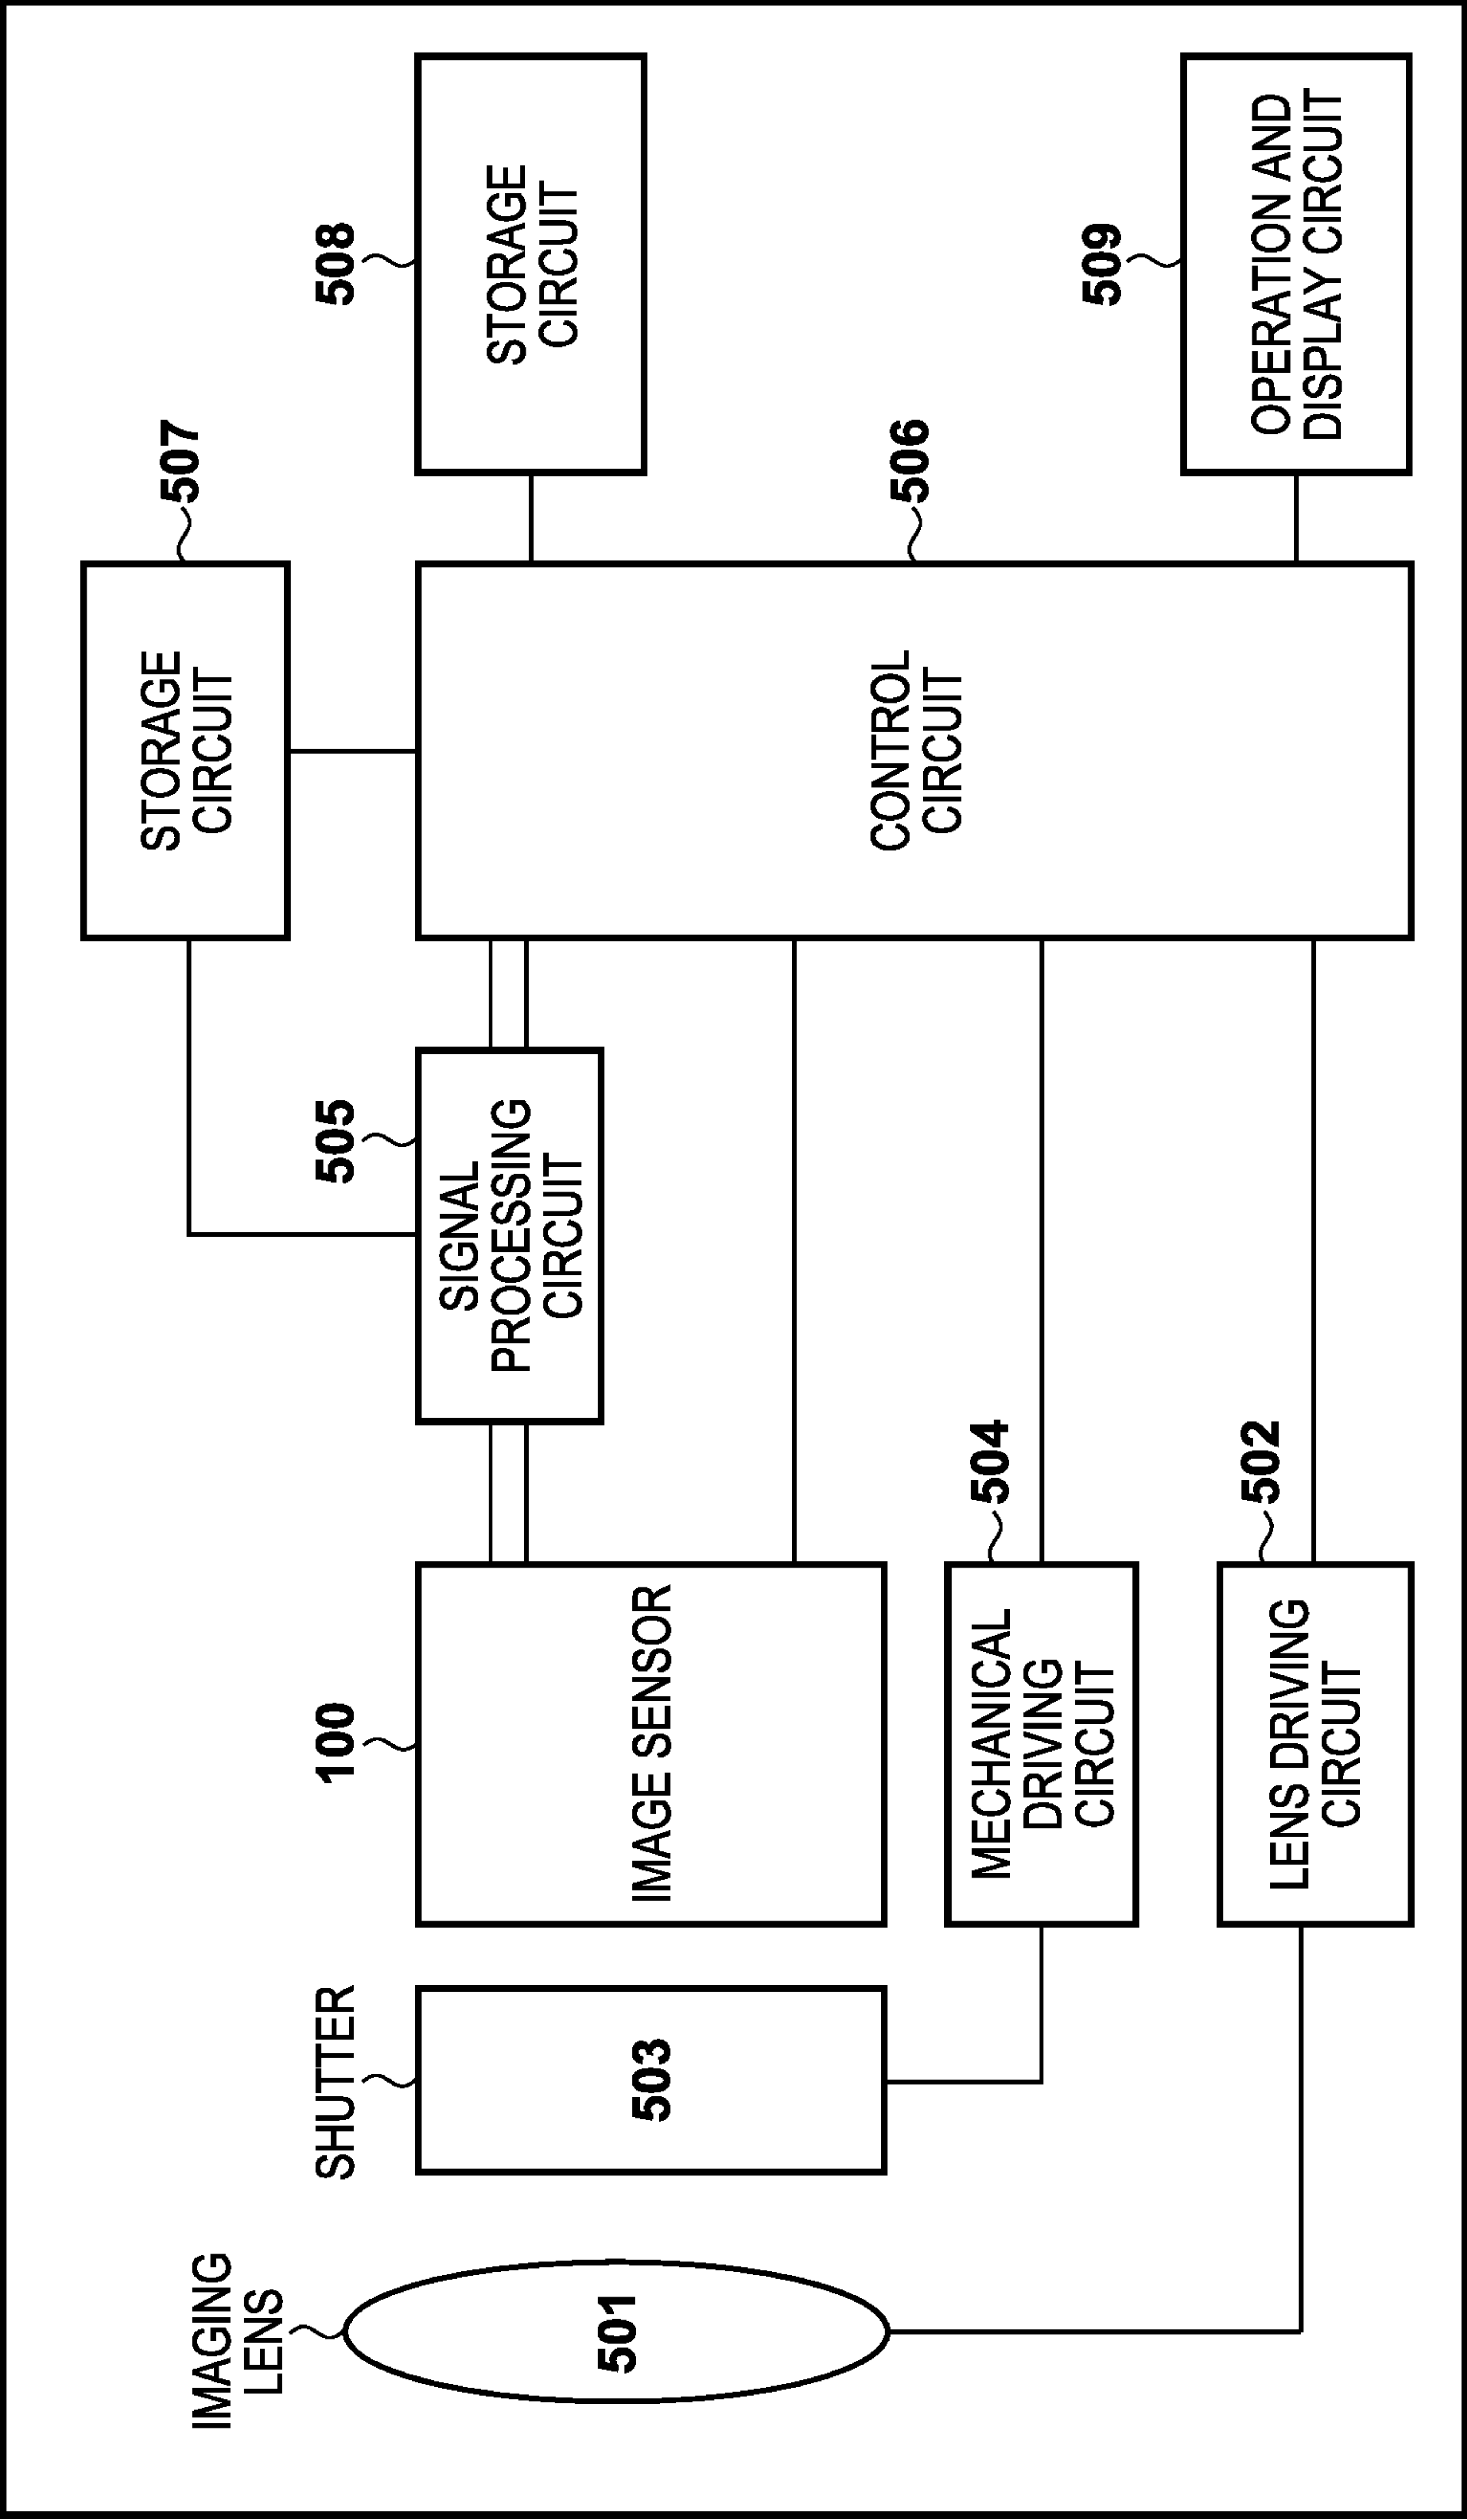 IMAGING
LENS
501
SHUTTER
503
100
IMAGE SENSOR
505
SIGNAL
PROCESSING
CIRCUIT
507
STORAGE
CIRCUIT
508
STORAGE
CIRCUIT
504
MECHANICAL
DRIVING
CIRCUIT
502
LENS DRIVING
CIRCUIT
506
CONTROL
CIRCUIT
509
OPERATION AND
DISPLAY CIRCUIT